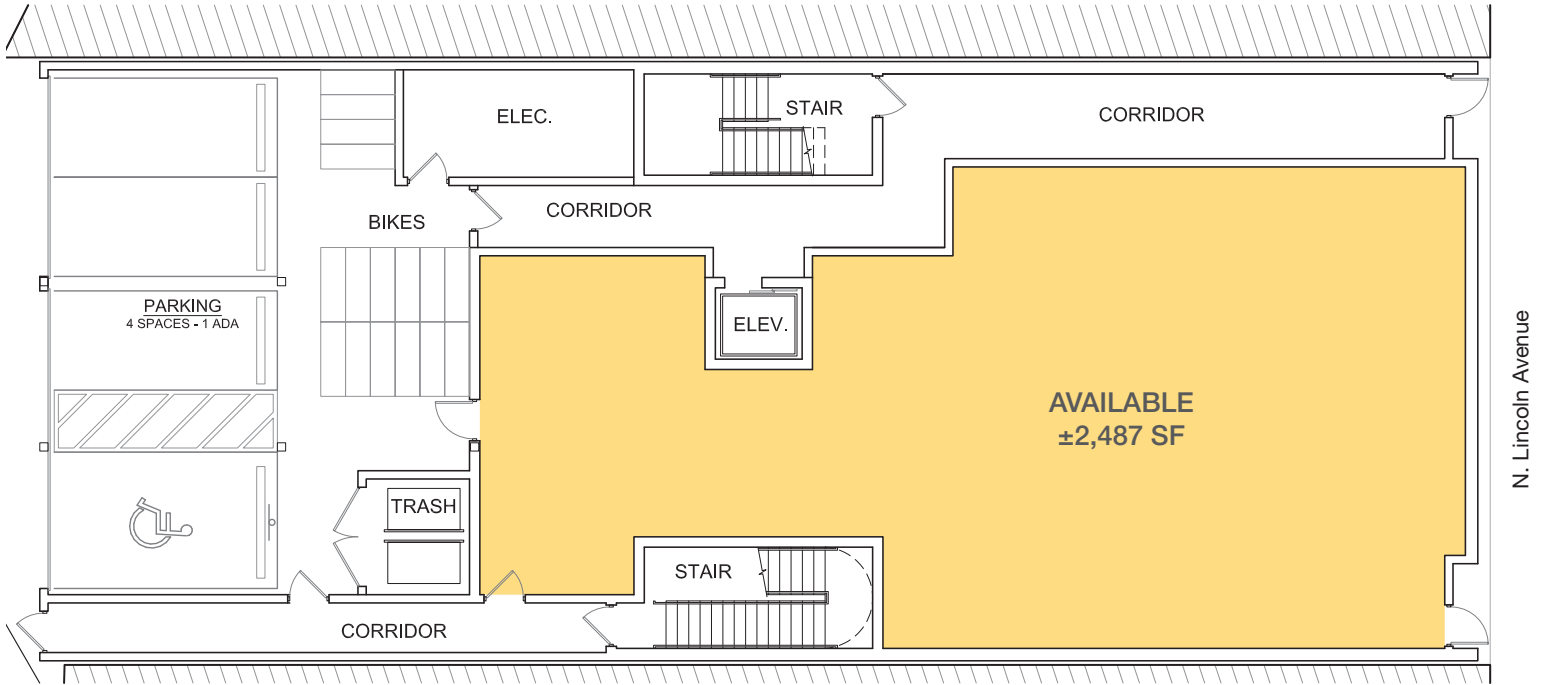 ELEC.
STAIR
CORRIDOR
BIKES
CORRIDOR
PARKING
4 SPACES - 1 ADA
ELEV.
AVAILABLE
±2,487 SF
N. Lincoln Avenue
TRASH
STAIR
CORRIDOR